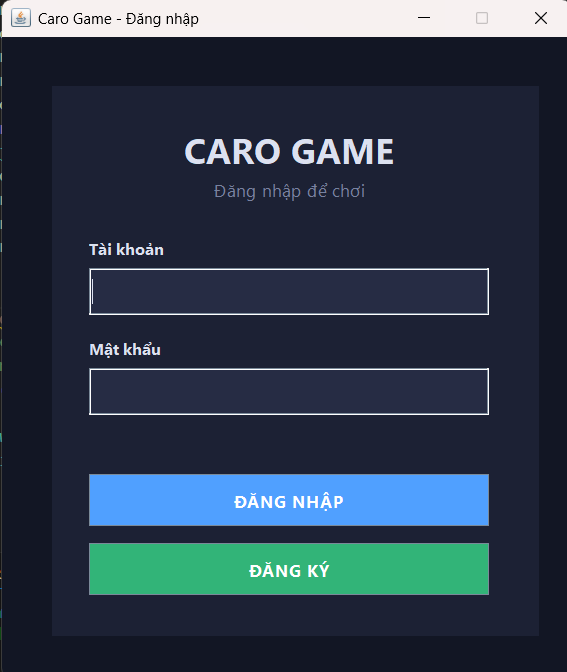 Caro Game - Đăng nhập
CARO GAME
Đăng nhập để chơi
Tài khoản
Mật khẩu
ĐĂNG NHẬP
ĐĂNG KÝ